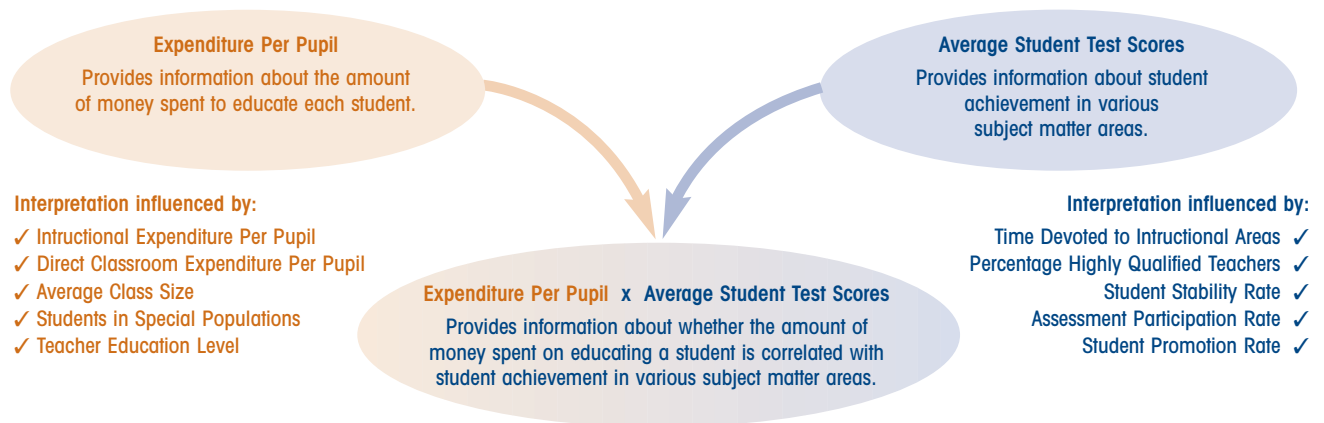 Expenditure Per Pupil
Provides information about the amount
of money spent to educate each student.
Average Student Test Scores
Provides information about student
achievement in various
subject matter areas.
Interpretation influenced by:
✓ Intructional Expenditure Per Pupil
✓ Direct Classroom Expenditure Per Pupil
✓ Average Class Size
✓ Students in Special Populations
✓ Teacher Education Level
Interpretation influenced by:
Time Devoted to Intructional Areas ✓
Percentage Highly Qualified Teachers ✓
Student Stability Rate ✓
Assessment Participation Rate ✓
Student Promotion Rate ✓
Expenditure Per Pupil x Average Student Test Scores
Provides information about whether the amount of
money spent on educating a student is correlated with
student achievement in various subject matter areas.